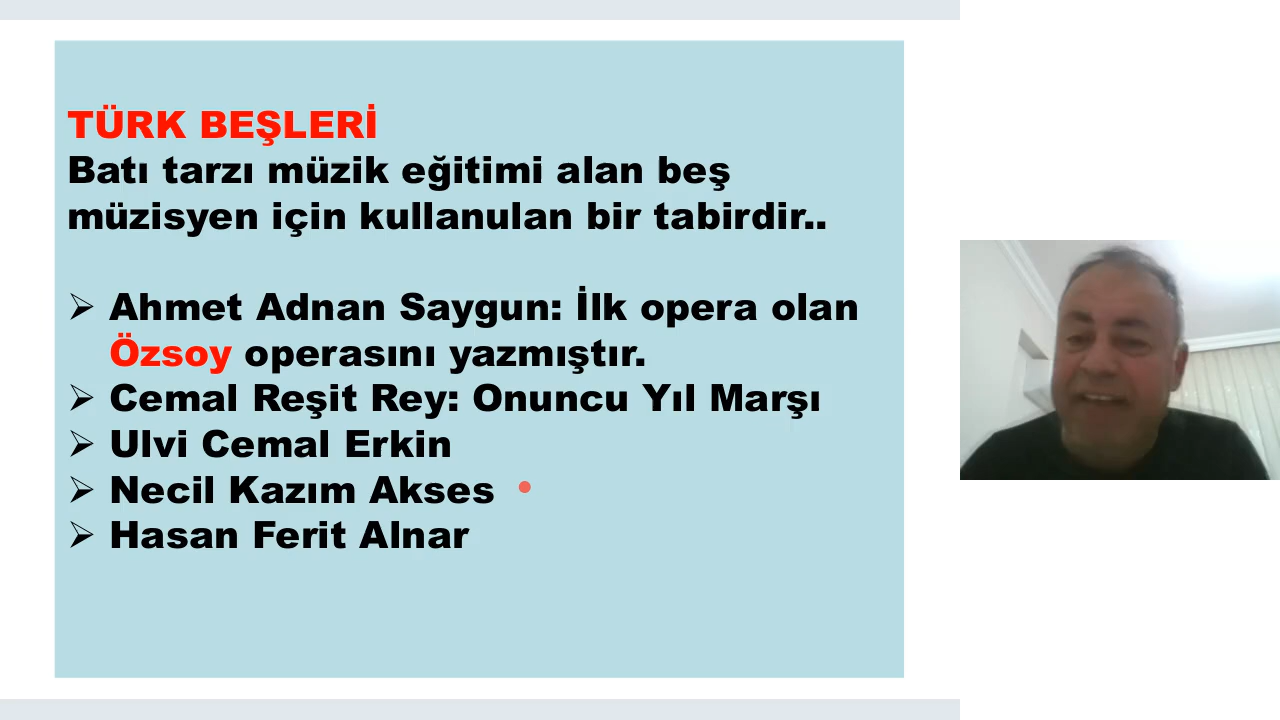 TÜRK BEŞLERİ
Batı tarzı müzik eğitimi alan beş
müzisyen için kullanulan bir tabirdir..
Ahmet Adnan Saygun: İlk opera olan
Özsoy operasını yazmıştır.
Cemal Reşit Rey: Onuncu Yıl Marşı
Ulvi Cemal Erkin
Necil Kazım Akses
Hasan Ferit Alnar